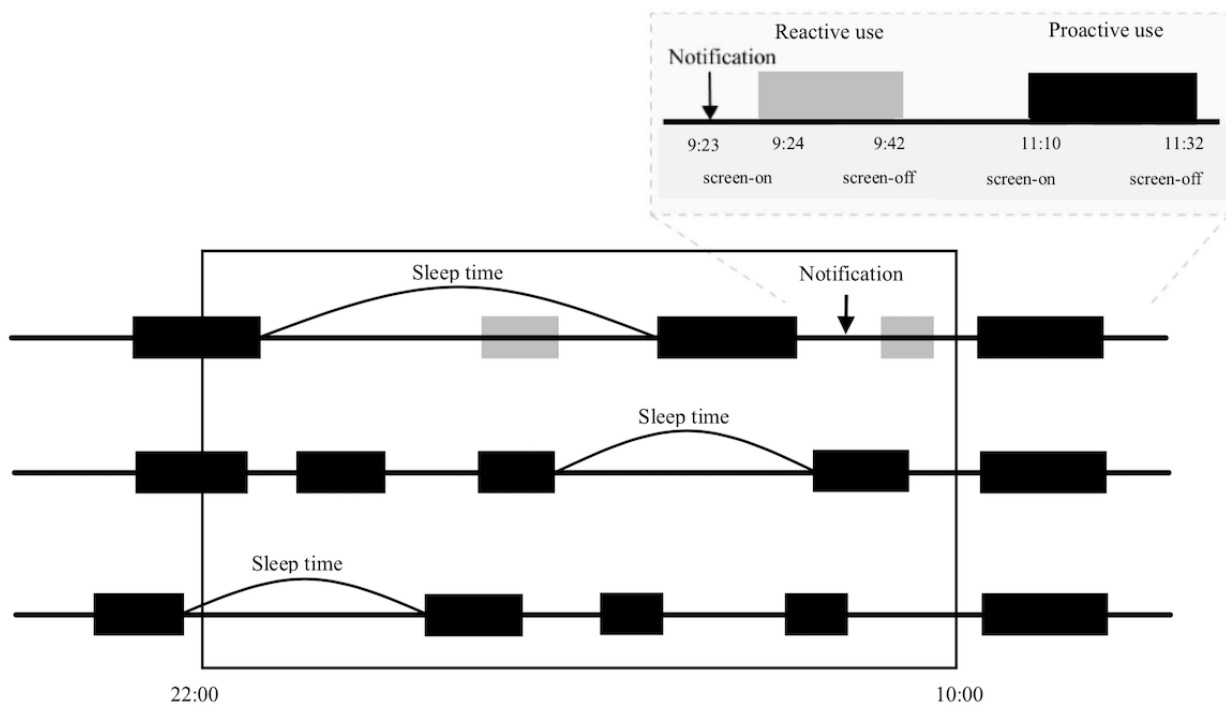 Reactive use
Proactive use
Notification
9:23
9:24
9:42
11:10
11:32
screen-on
screen-off
screen-on
screen-off
Sleep time
Notification
Sleep time
Sleep time
22:00
10:00